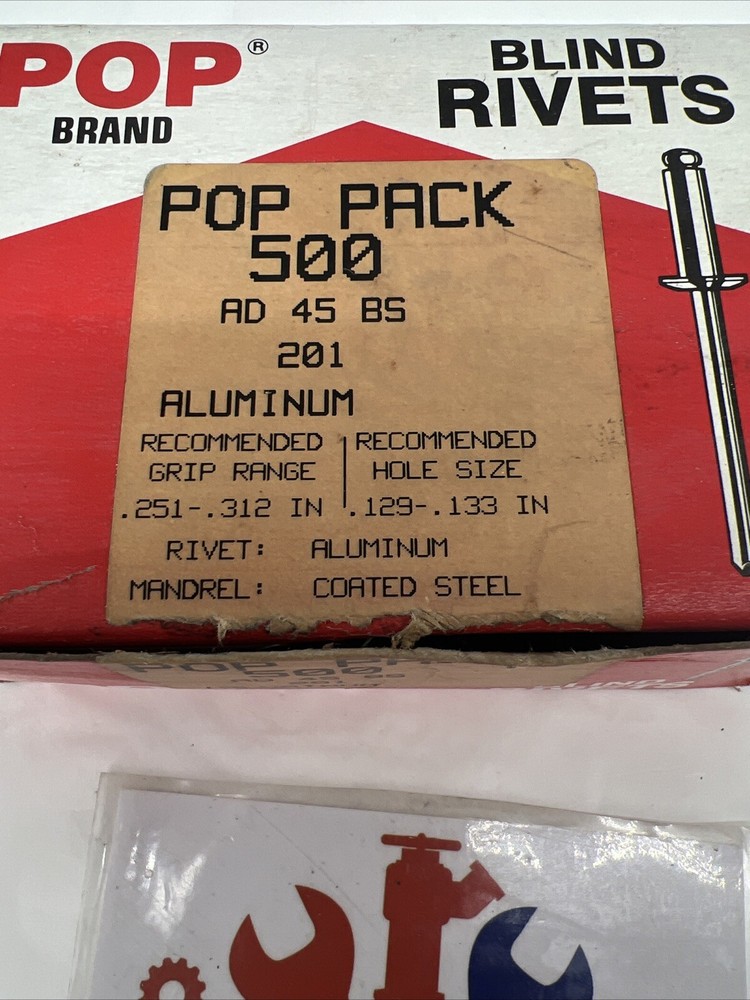 POP®
BRAND
BLIND
RIVETS
POP PACK
500
AD 45 BS
201
ALUMINUM
RECOMMENDED
GRIP RANGE
.251-.312 IN
RECOMMENDED
HOLE SIZE
.129-.133 IN
RIVET: ALUMINUM
MANDREL: COATED STEEL